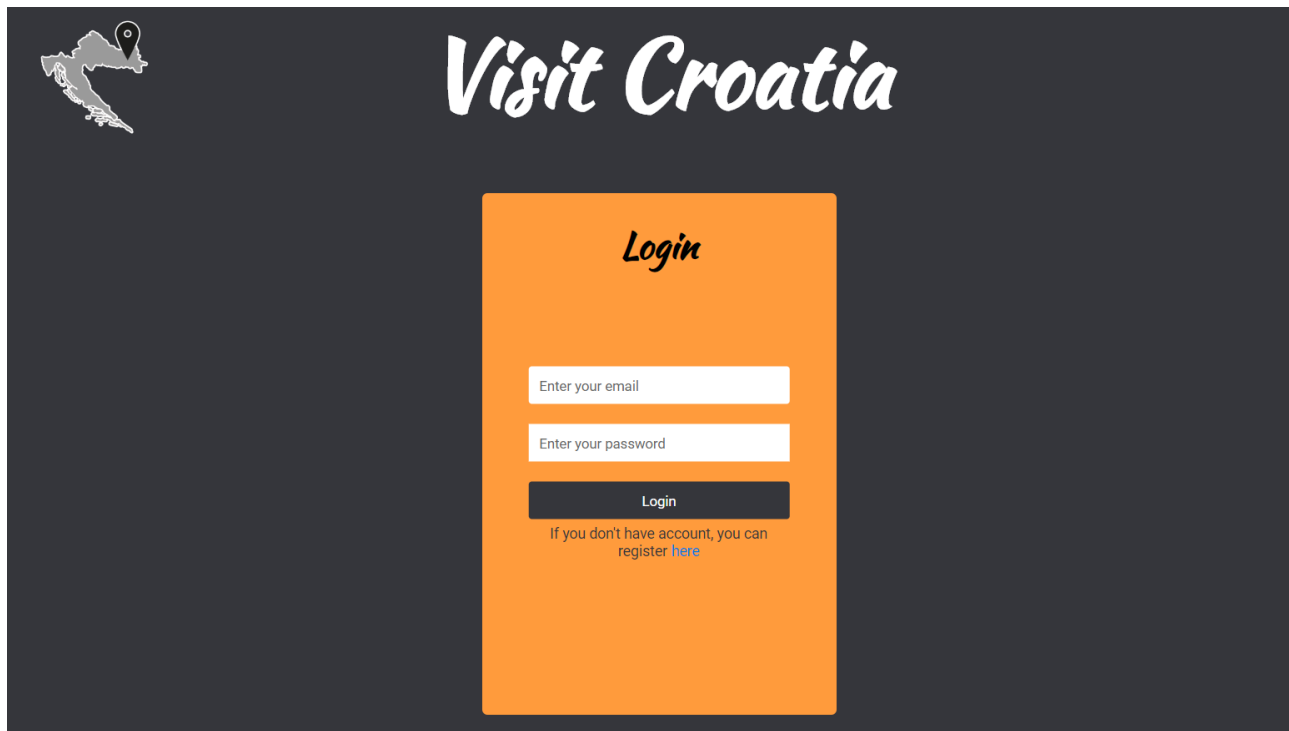 Visit Croatia
Login
Enter your email
Enter your password
Login
If you don't have account, you can
register here